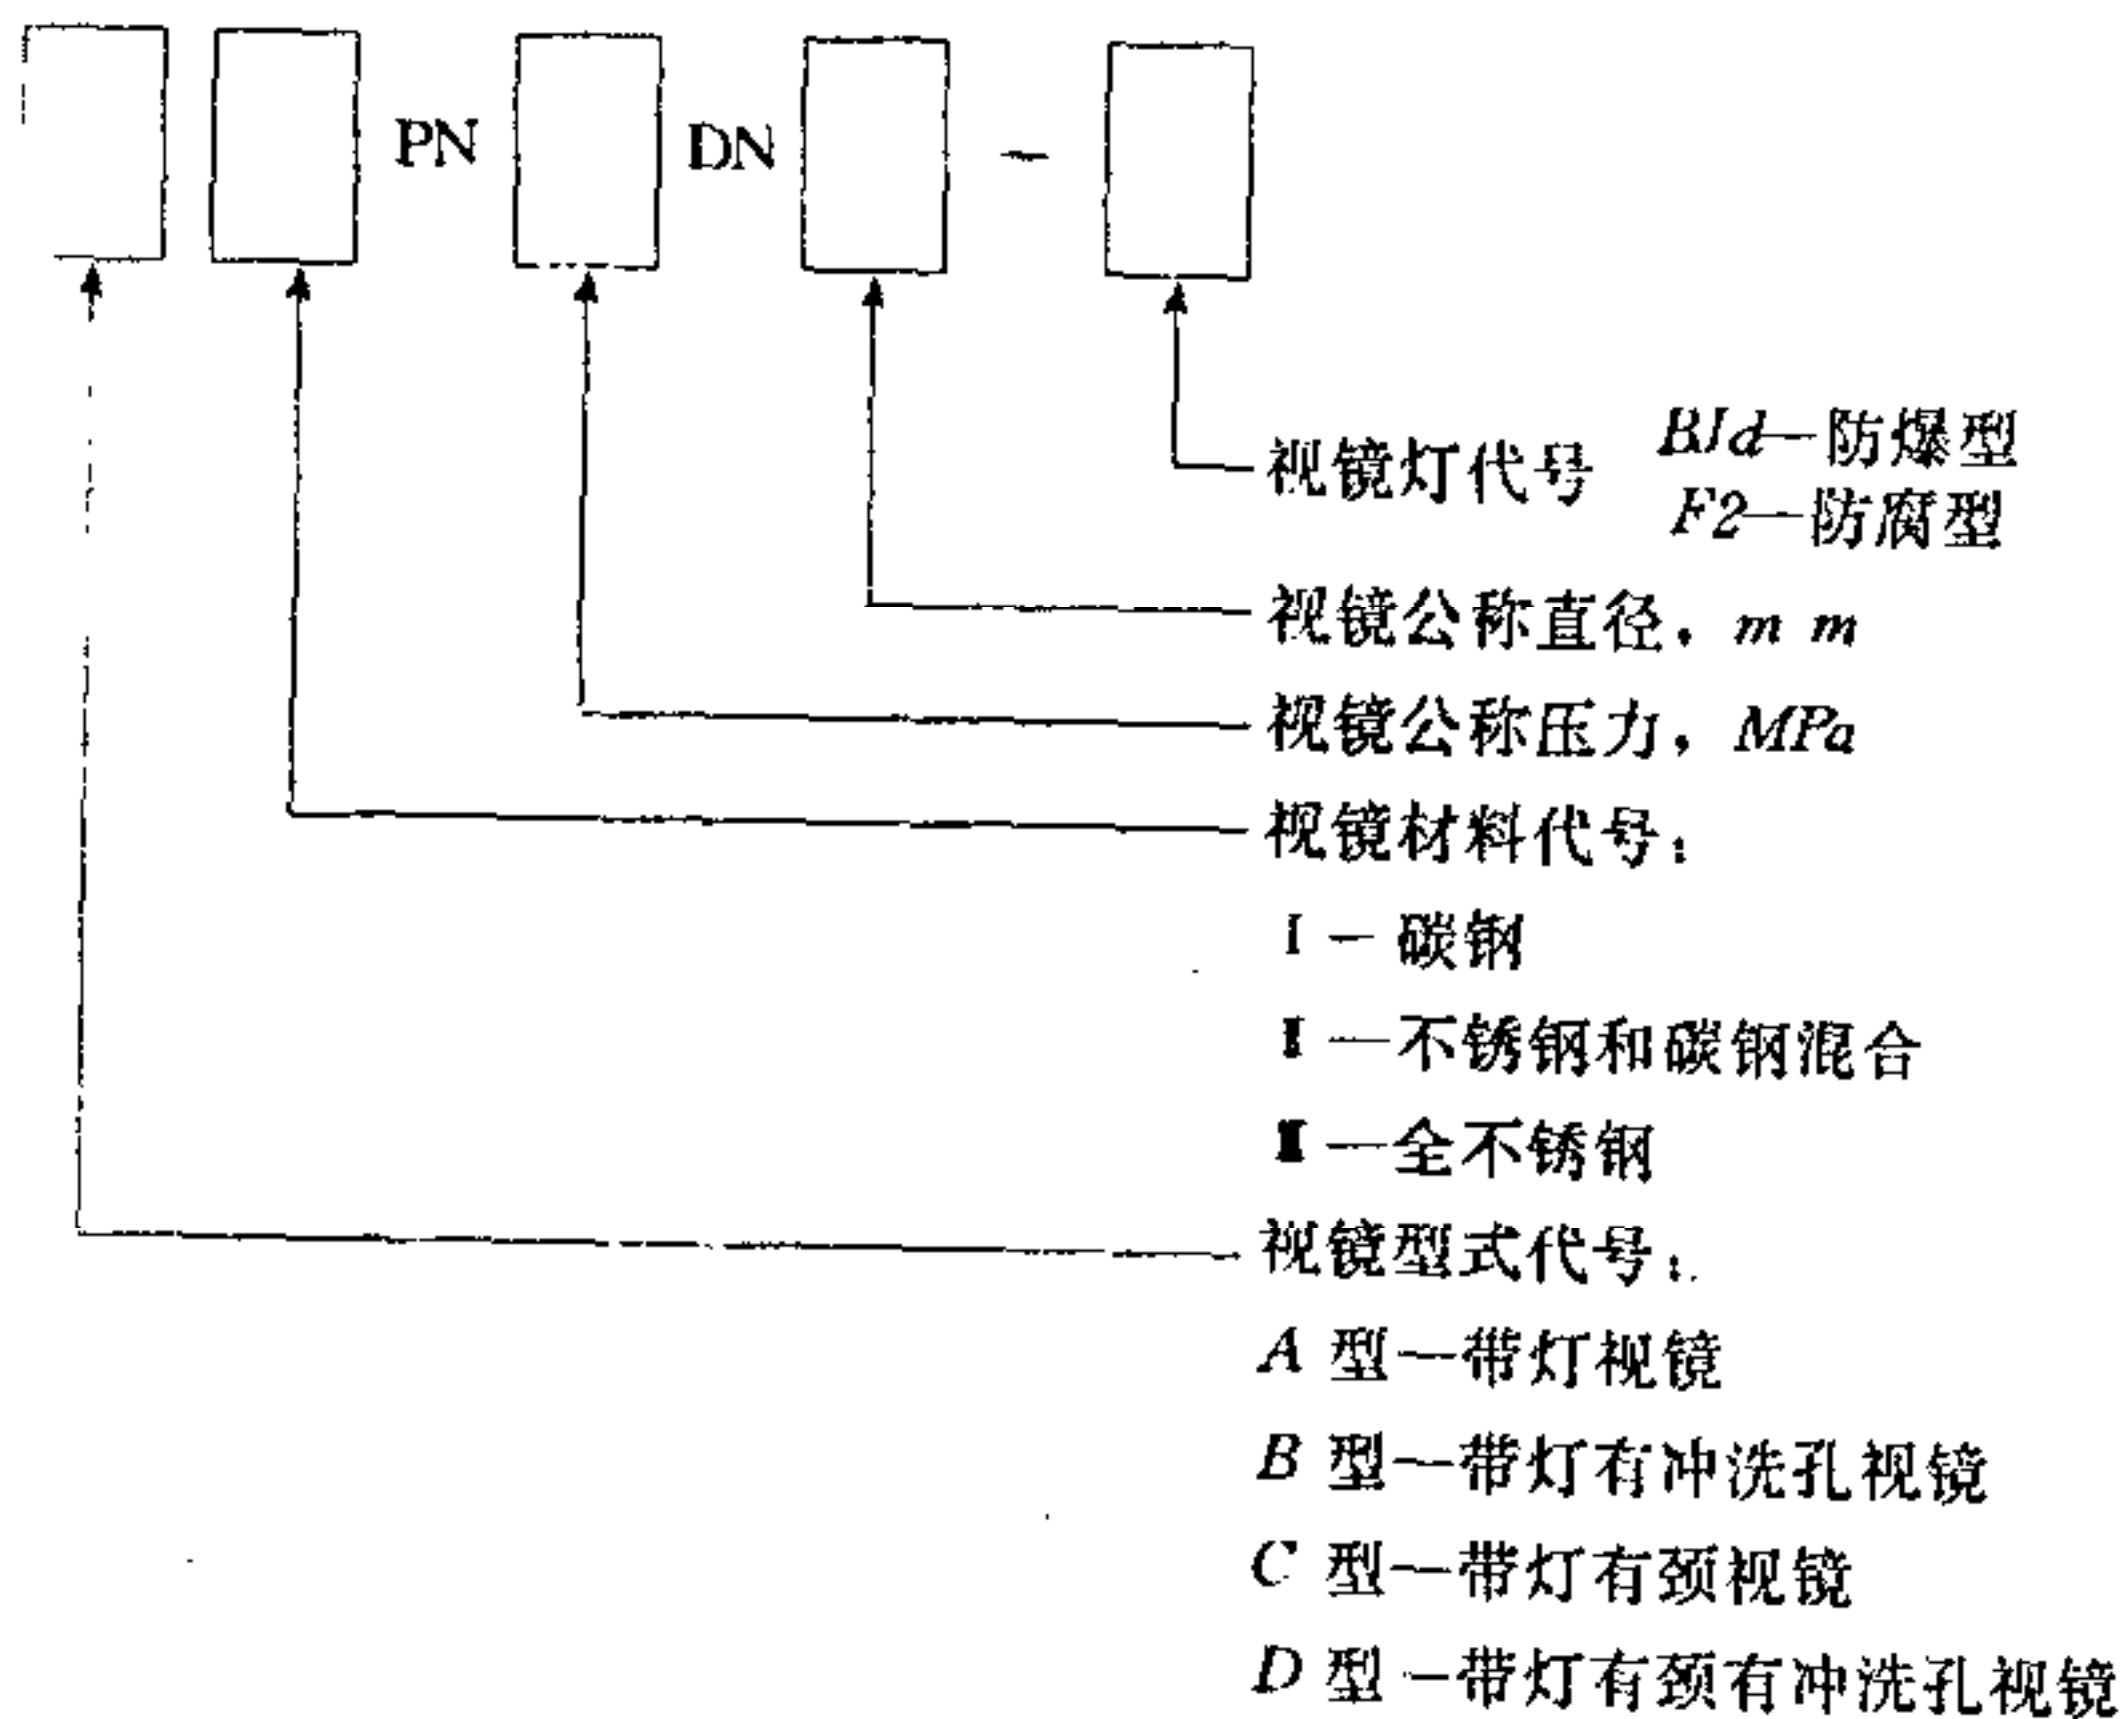 PN DN —
视镜灯代号 BJd—防爆型
F2—防腐型
视镜公称直径，mm
视镜公称压力，MPa
视镜材料代号：
Ⅰ—碳钢
Ⅱ—不锈钢和碳钢混合
Ⅲ—全不锈钢
视镜型式代号：
A 型—带灯视镜
B 型—带灯有冲洗孔视镜
C 型—带灯有颈视镜
D 型—带灯有颈有冲洗孔视镜